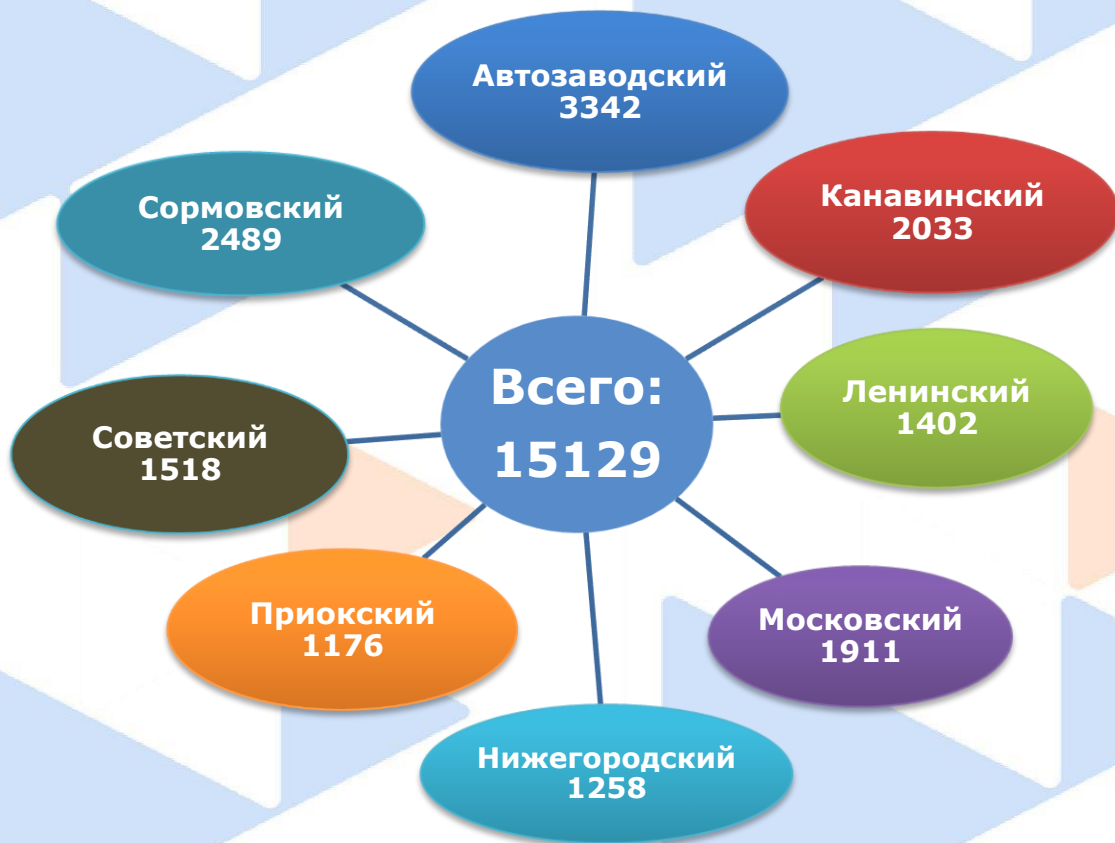 Автозаводский
3342
Канавинский
2033
Ленинский
1402
Московский
1911
Нижегородский
1258
Приокский
1176
Советский
1518
Сормовский
2489
Всего:
15129